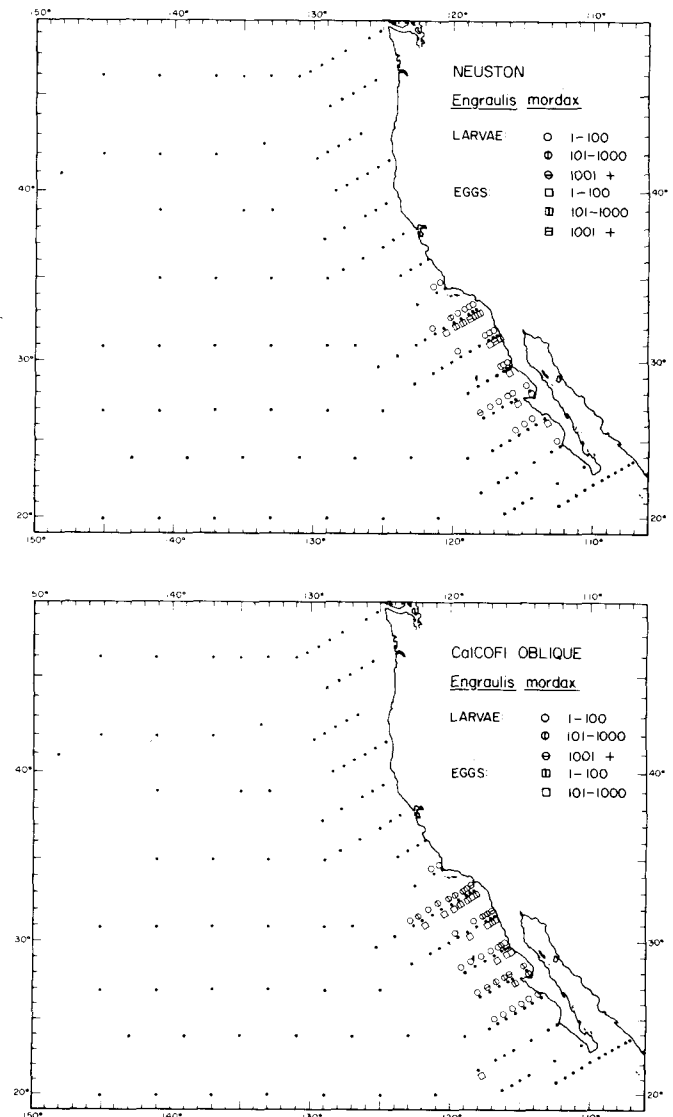 150° 140° 130° 120° 110°
NEUSTON
Engraulis mordax
LARVAE: ○ 1-100
⦶ 101-1000
⊖ 1001 +
40° 40°
EGGS: □ 1-100
◫ 101-1000
⊟ 1001 +
30° 30°
20° 20°
150° 140° 130° 120° 110°
50° 140° 130° 120° 110°
CalCOFI OBLIQUE
Engraulis mordax
LARVAE: ○ 1-100
⦶ 101-1000
⊖ 1001 +
40° 40°
EGGS: ◫ 1-100
□ 101-1000
30° 30°
20° 20°
150° 140° 130° 120° 110°